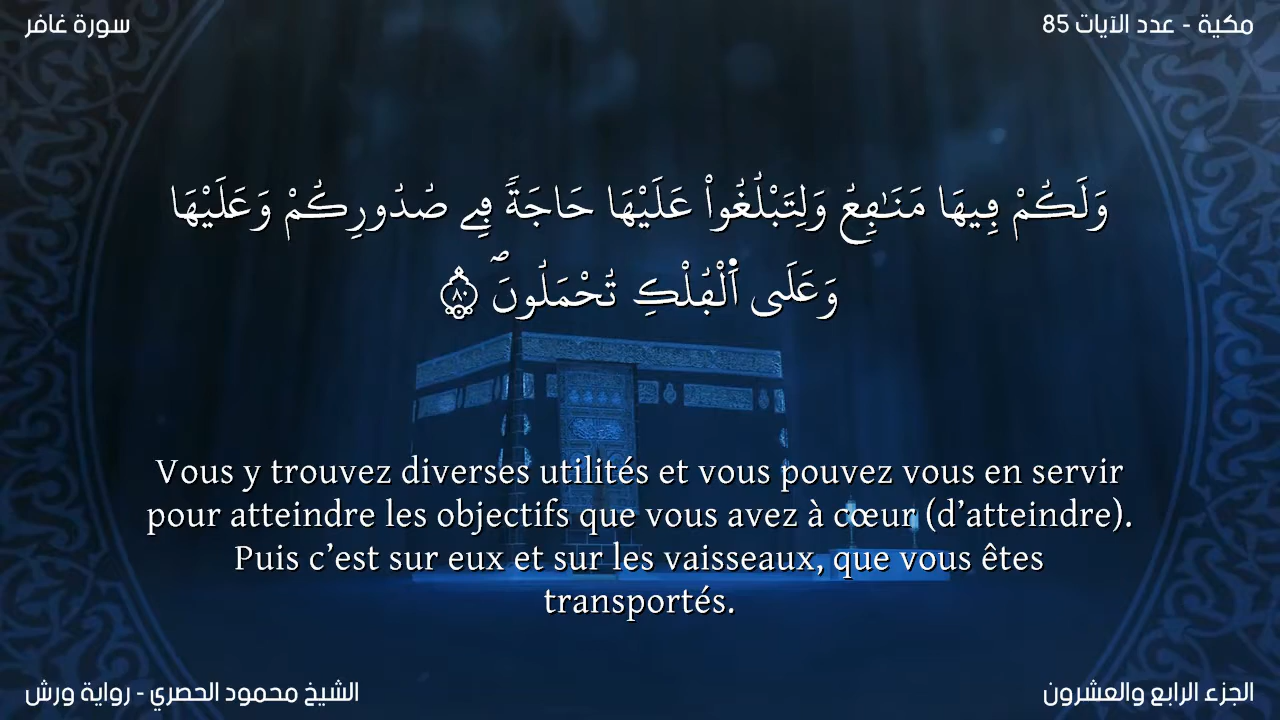 سورة غافر
مكية - عدد الآيات 85
وَلَكُمْ فِيهَا مَنَٰفِعُ وَلِتَبْلُغُواْ عَلَيْهَا حَاجَةٗ فِے صُدُورِكُمْ وَعَلَيْهَا
وَعَلَى اَ۬لْفُلْكِ تُحْمَلُونَۖ ۝٨٠
Vous y trouvez diverses utilités et vous pouvez vous en servir
pour atteindre les objectifs que vous avez à cœur (d’atteindre).
Puis c’est sur eux et sur les vaisseaux, que vous êtes
transportés.
الشيخ محمود الحصري - رواية ورش
الجزء الرابع والعشرون